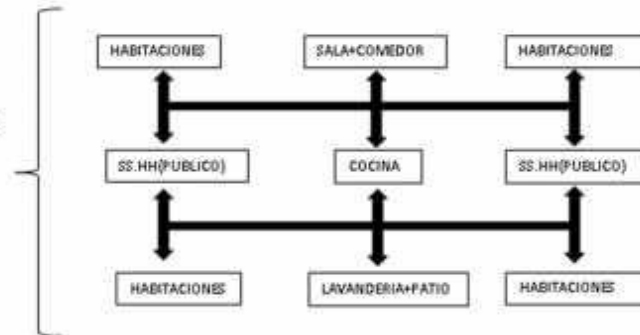 HABITACIONES
SALA+COMEDOR
HABITACIONES
SS.HH(PUBLICO)
COCINA
SS.HH(PUBLICO)
HABITACIONES
LAVANDERIA+PATIO
HABITACIONES